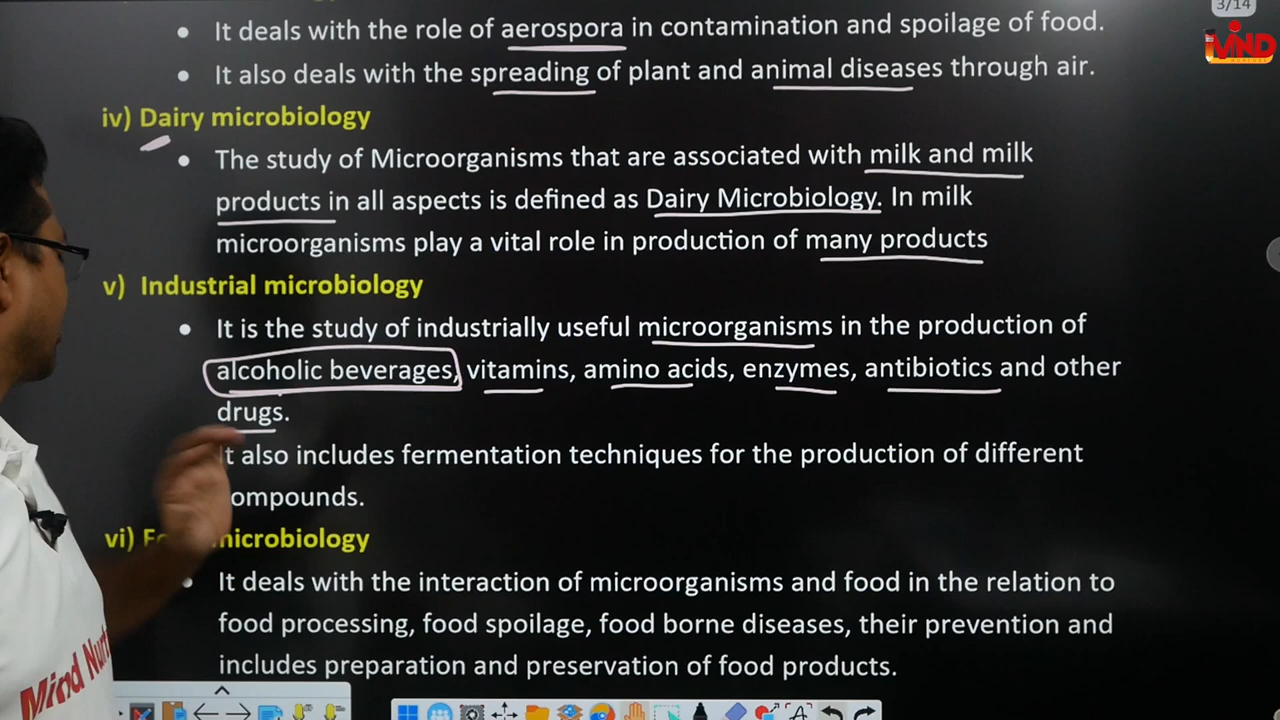 3/14
MIND
• It deals with the role of aerospora in contamination and spoilage of food.
• It also deals with the spreading of plant and animal diseases through air.
iv) Dairy microbiology
• The study of Microorganisms that are associated with milk and milk
products in all aspects is defined as Dairy Microbiology. In milk
microorganisms play a vital role in production of many products
v) Industrial microbiology
• It is the study of industrially useful microorganisms in the production of
alcoholic beverages, vitamins, amino acids, enzymes, antibiotics and other
drugs.
It also includes fermentation techniques for the production of different
compounds.
vi) microbiology
• It deals with the interaction of microorganisms and food in the relation to
food processing, food spilage, food borne diseases, their prevention and
includes preparation and preservation of food products.
Mind